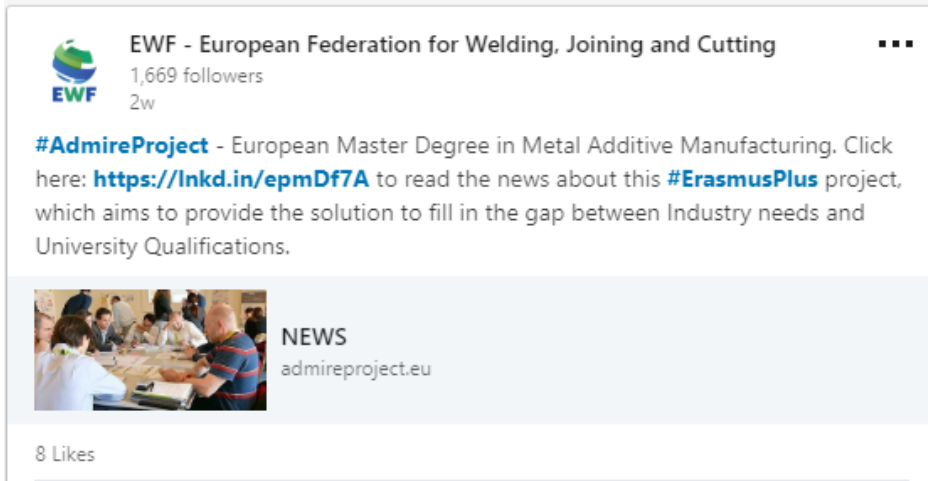 EWF - European Federation for Welding, Joining and Cutting
1,669 followers
EWF
2w
#AdmireProject - European Master Degree in Metal Additive Manufacturing. Click
here: https://lnkd.in/epmDf7A to read the news about this #ErasmusPlus project,
which aims to provide the solution to fill in the gap between Industry needs and
University Qualifications.
NEWS
admireproject.eu
8 Likes